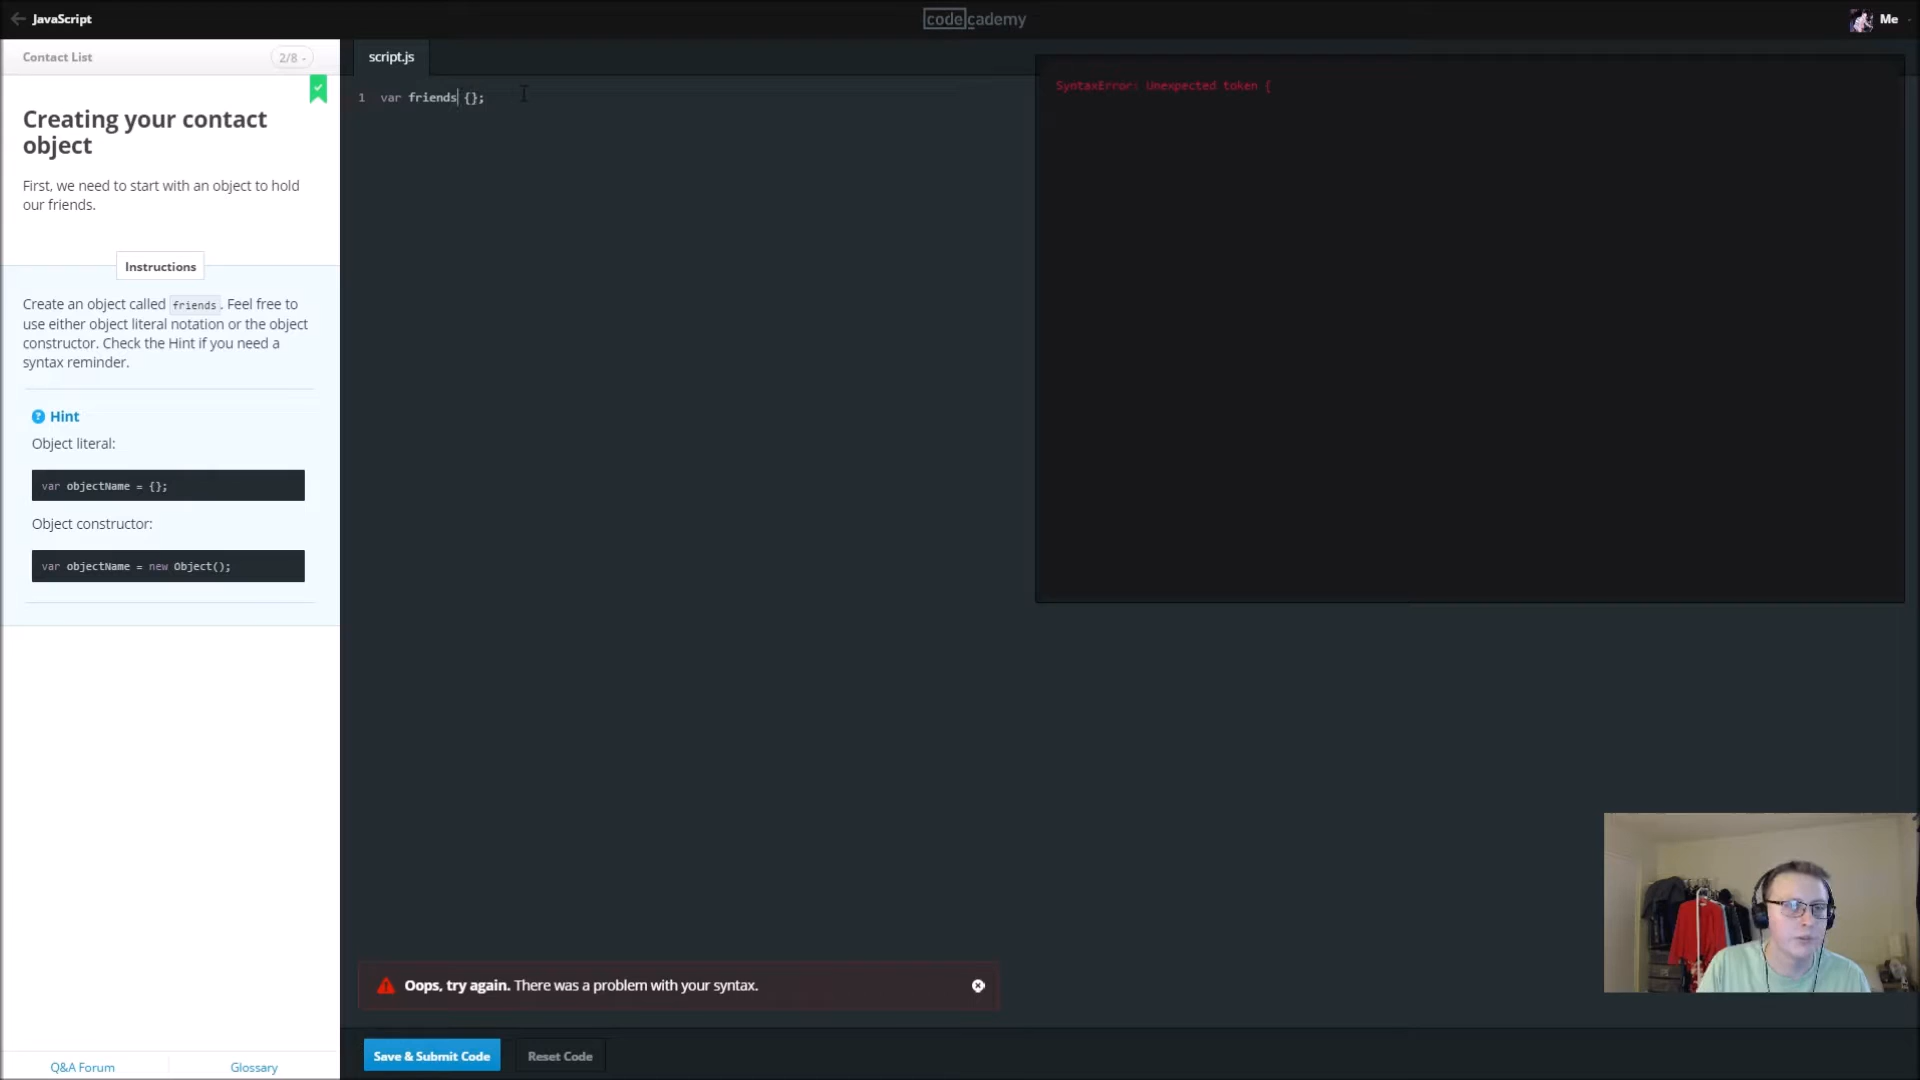 JavaScript
codecademy
Me
Contact List
2/8
script.js
1 var friends {};
SyntaxError: Unexpected token {
Creating your contact
object
First, we need to start with an object to hold
our friends.
Instructions
Create an object called friends. Feel free to
use either object literal notation or the object
constructor. Check the Hint if you need a
syntax reminder.
? Hint
Object literal:
var objectName = {};
Object constructor:
var objectName = new Object();
Oops, try again. There was a problem with your syntax.
Save & Submit Code
Reset Code
Q&A Forum
Glossary